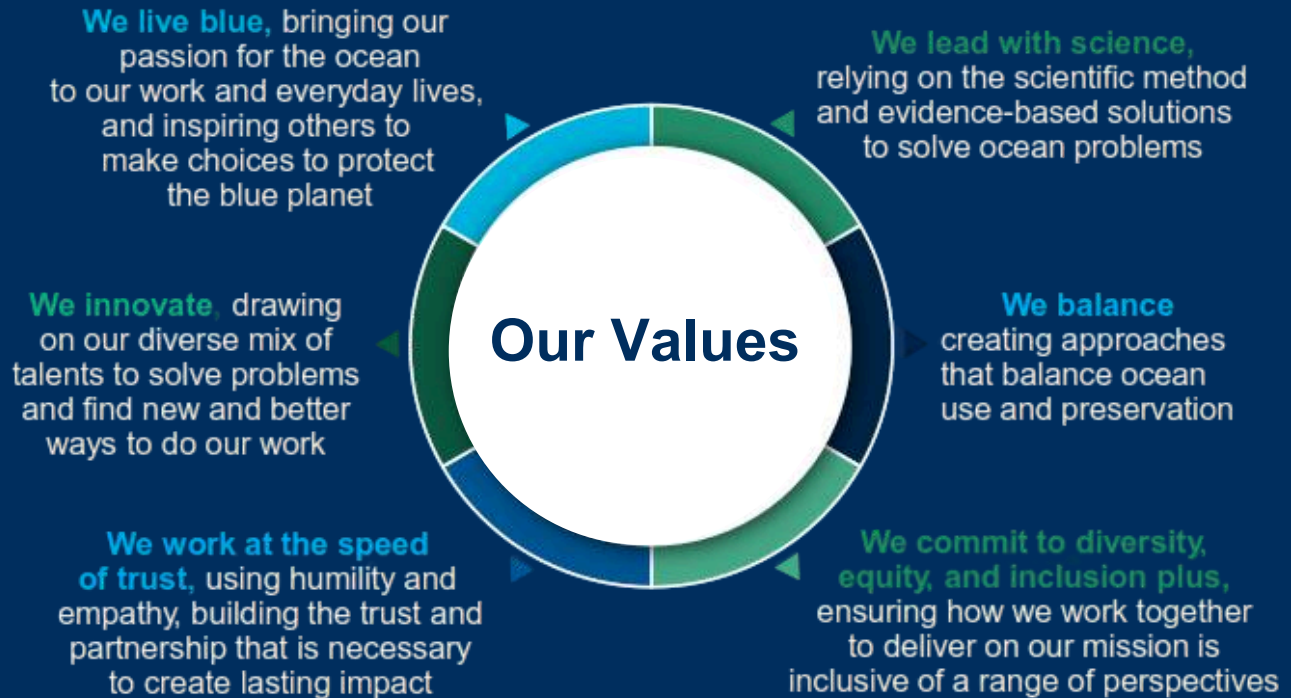 We live blue, bringing our
passion for the ocean
to our work and everyday lives,
and inspiring others to
make choices to protect
the blue planet
We lead with science,
relying on the scientific method
and evidence-based solutions
to solve ocean problems
We innovate, drawing
on our diverse mix of
talents to solve problems
and find new and better
ways to do our work
Our Values
We balance
creating approaches
that balance ocean
use and preservation
We work at the speed
of trust, using humility and
empathy, building the trust and
partnership that is necessary
to create lasting impact
We commit to diversity,
equity, and inclusion plus,
ensuring how we work together
to deliver on our mission is
inclusive of a range of perspectives